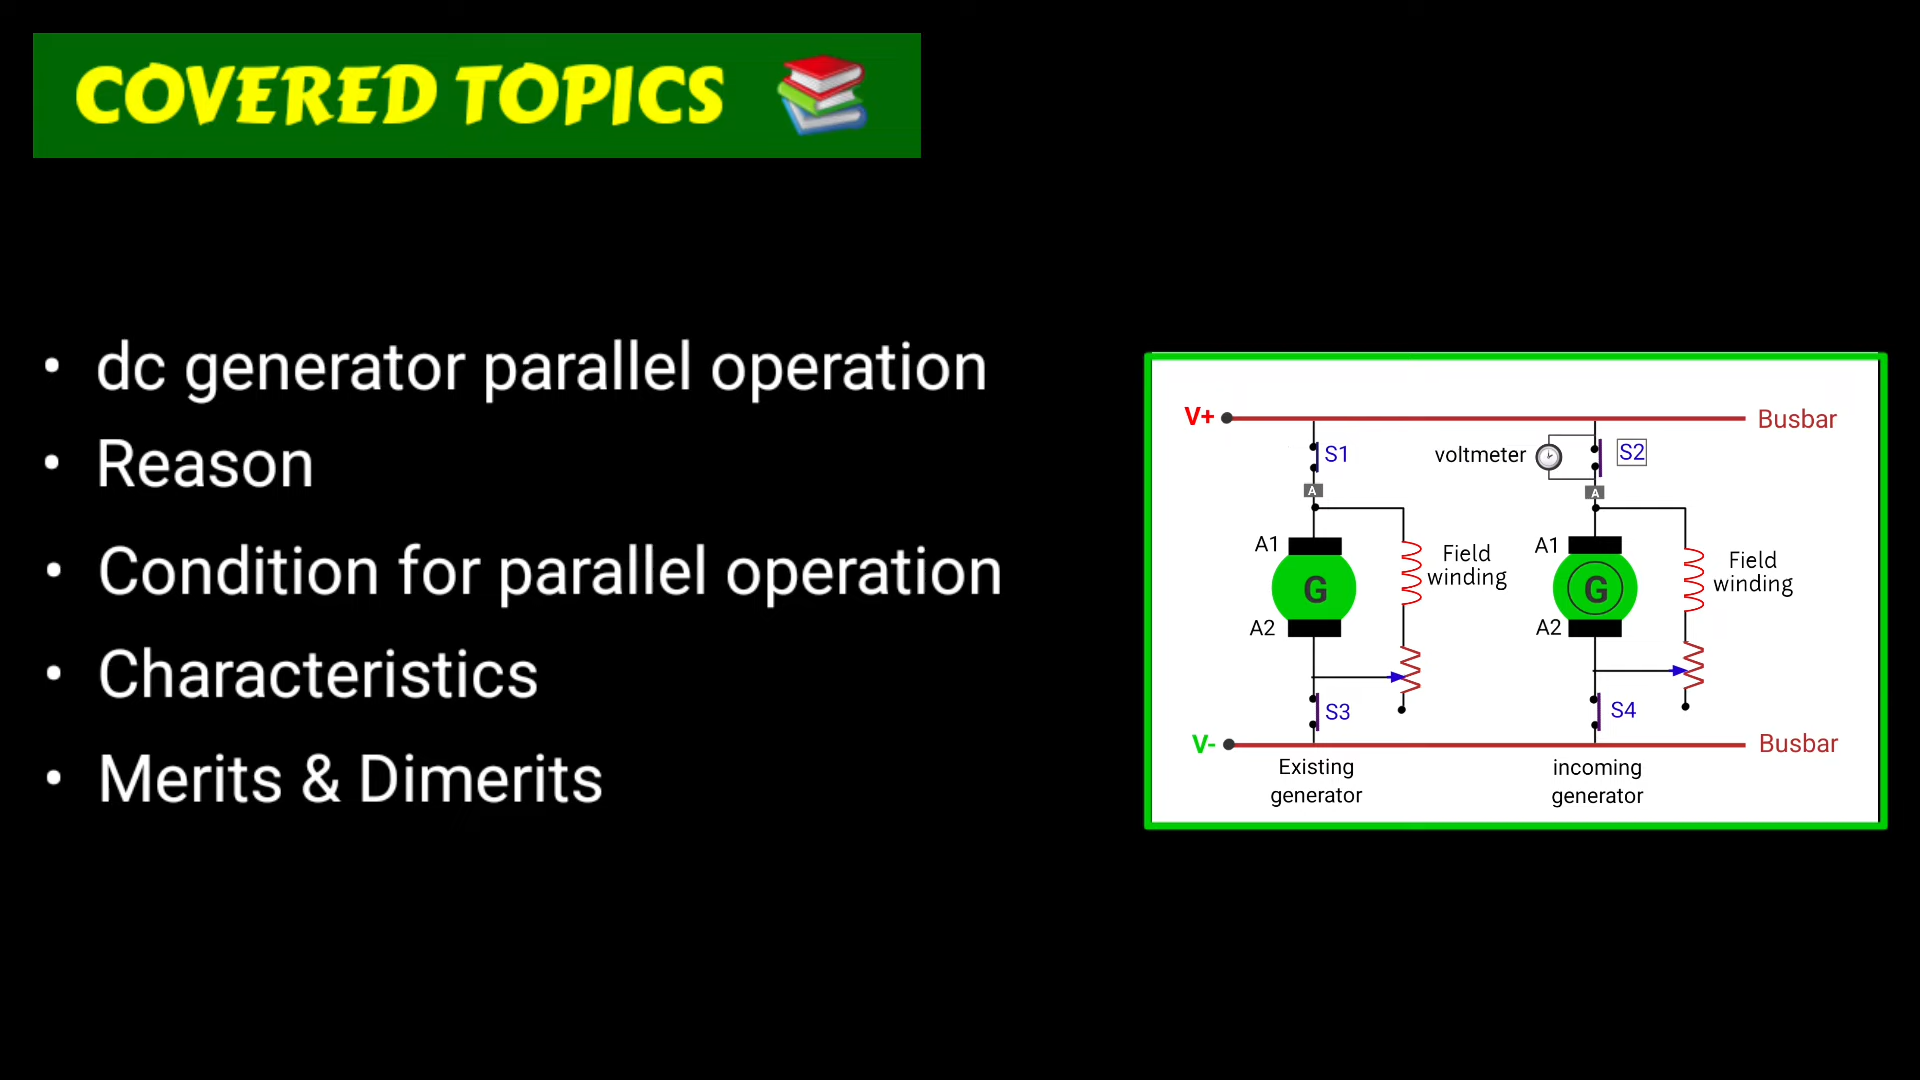 COVERED TOPICS
• dc generator parallel operation
• Reason
• Condition for parallel operation
• Characteristics
• Merits & Dimerits
V+
Busbar
S1
voltmeter
S2
A
A
A1
Field
winding
A1
Field
winding
G
G
A2
A2
S3
S4
V-
Busbar
Existing
generator
incoming
generator